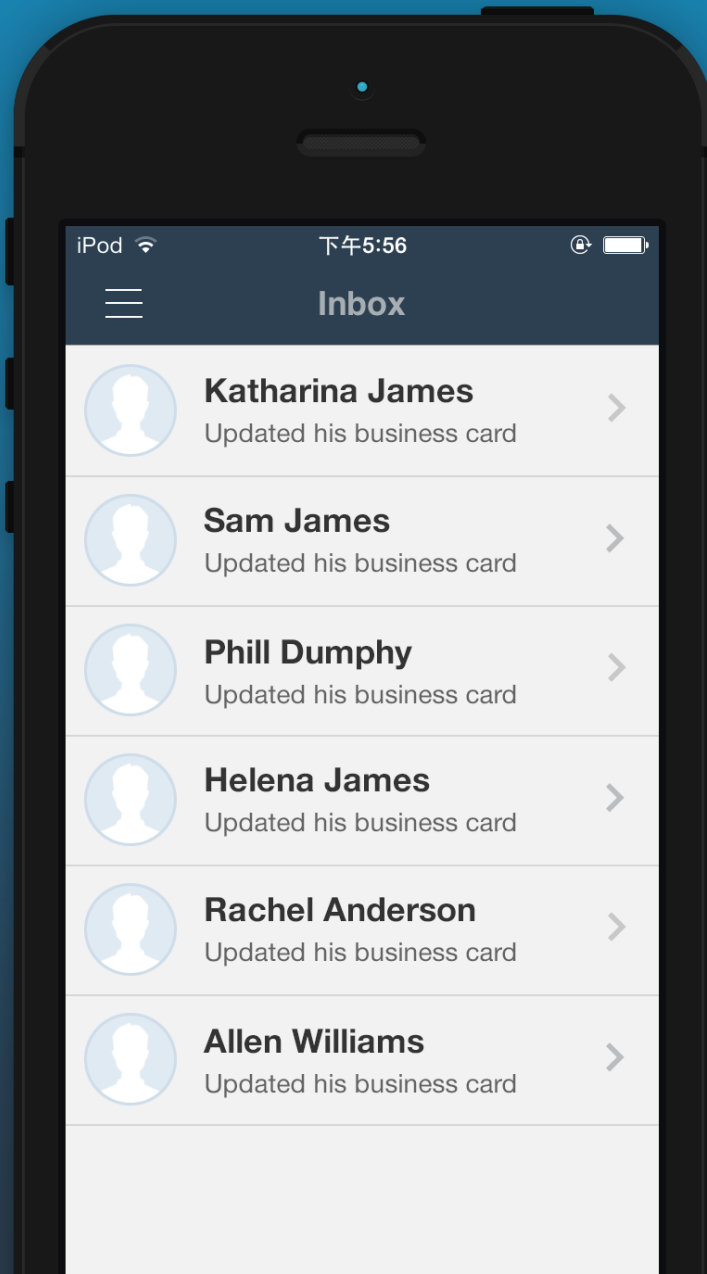 iPod 下午5:56
Inbox
Katharina James
Updated his business card
Sam James
Updated his business card
Phill Dumphy
Updated his business card
Helena James
Updated his business card
Rachel Anderson
Updated his business card
Allen Williams
Updated his business card